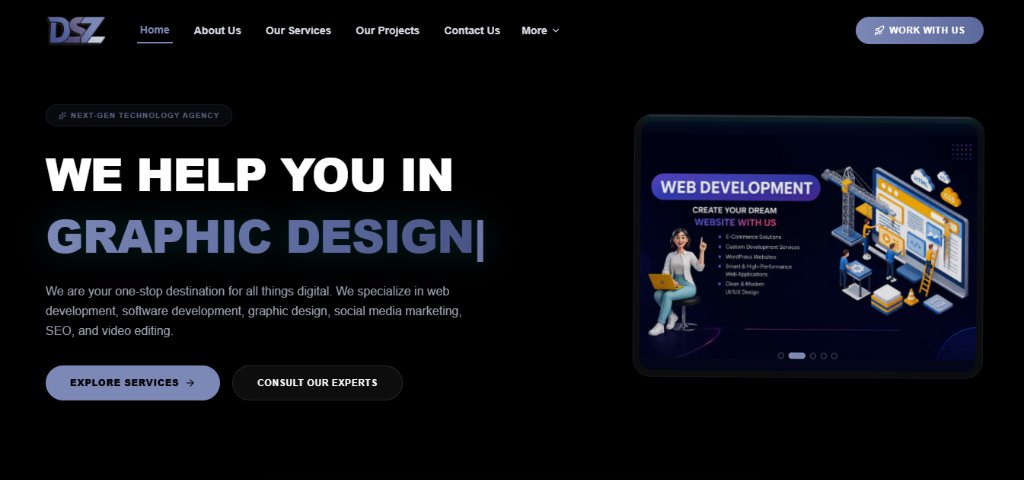 DSZ
Home
About Us
Our Services
Our Projects
Contact Us
More
WORK WITH US
NEXT-GEN TECHNOLOGY AGENCY
WE HELP YOU IN
GRAPHIC DESIGN|
We are your one-stop destination for all things digital. We specialize in web
development, software development, graphic design, social media marketing,
SEO, and video editing.
EXPLORE SERVICES
CONSULT OUR EXPERTS
WEB DEVELOPMENT
CREATE YOUR DREAM
WEBSITE WITH US
E-Commerce Solutions
Custom Development Services
WordPress Websites
Smart & High-Performance
Web Applications
Clean & Modern
UI/UX Design
HTML